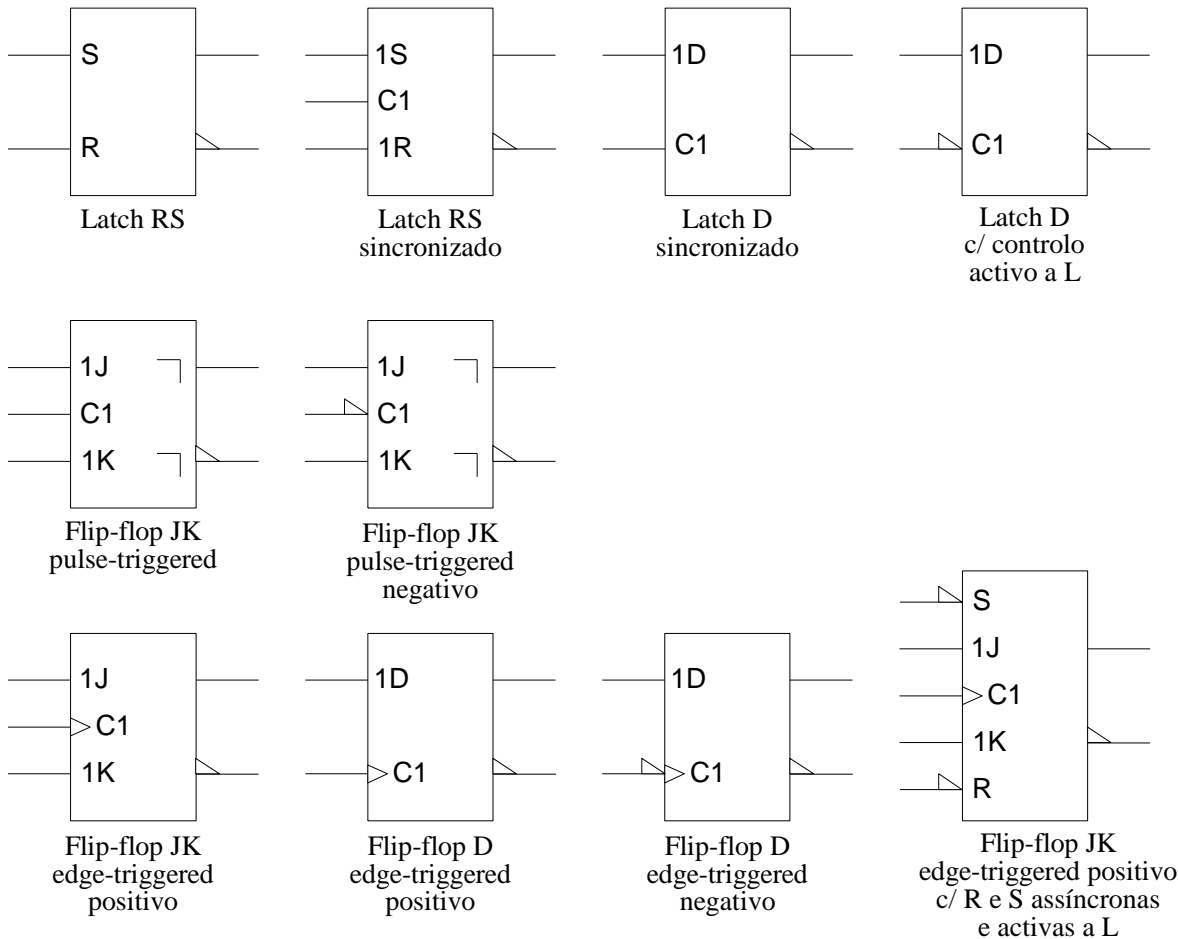 S
R
Latch RS
1S
C1
1R
Latch RS
sincronizado
1D
C1
Latch D
sincronizado
1D
C1
Latch D
c/ controlo
activo a L
1J
C1
1K
Flip-flop JK
pulse-triggered
1J
C1
1K
Flip-flop JK
pulse-triggered
negativo
1J
C1
1K
Flip-flop JK
edge-triggered
positivo
1D
C1
Flip-flop D
edge-triggered
positivo
1D
C1
Flip-flop D
edge-triggered
negativo
S
1J
C1
1K
R
Flip-flop JK
edge-triggered positivo
c/ R e S assíncronas
e activas a L